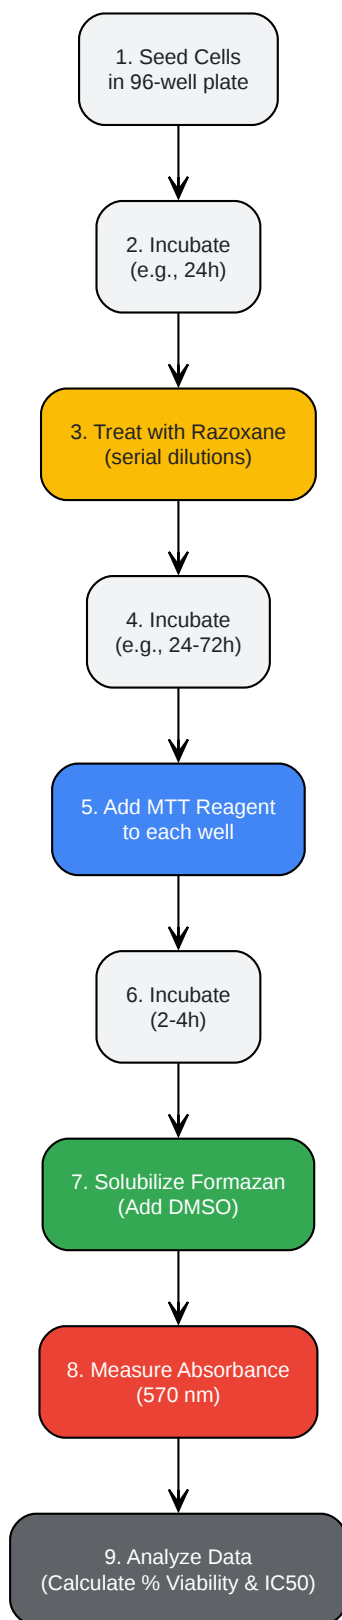 1. Seed Cells
in 96-well plate
2. Incubate
(e.g., 24h)
3. Treat with Razoxane
(serial dilutions)
4. Incubate
(e.g., 24-72h)
5. Add MTT Reagent
to each well
6. Incubate
(2-4h)
7. Solubilize Formazan
(Add DMSO)
8. Measure Absorbance
(570 nm)
9. Analyze Data
(Calculate % Viability & IC50)